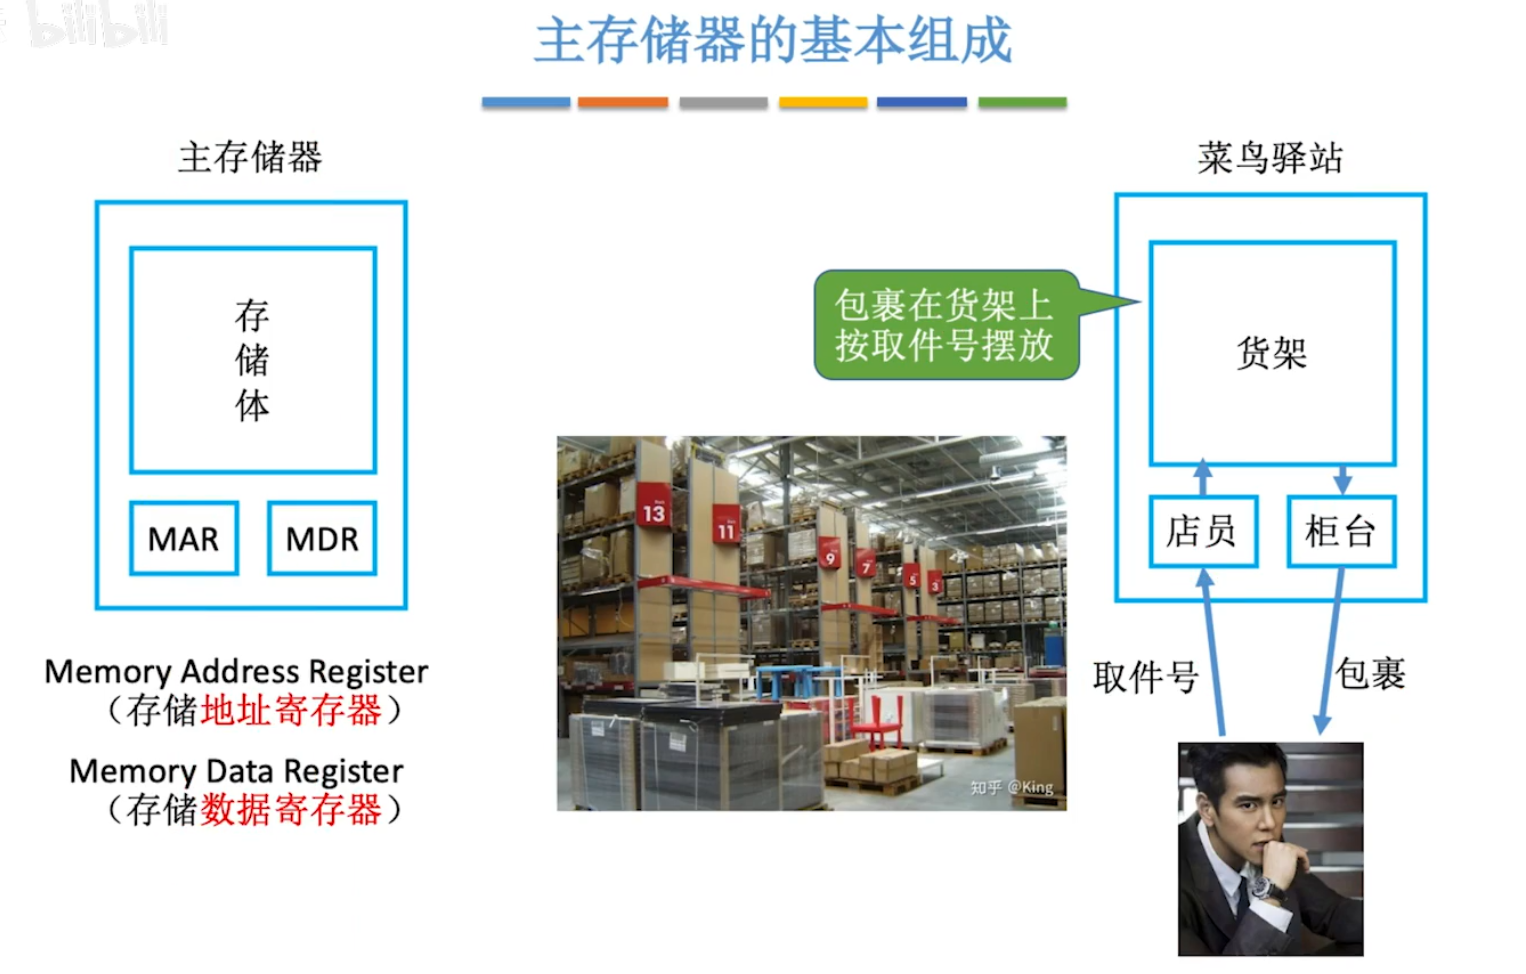 bilibili
主存储器的基本组成
主存储器
存
储
体
MAR
MDR
Memory Address Register
（存储地址寄存器）
Memory Data Register
（存储数据寄存器）
13
11
9
7
5
3
知乎 @King
菜鸟驿站
包裹在货架上
按取件号摆放
货架
店员
柜台
取件号
包裹